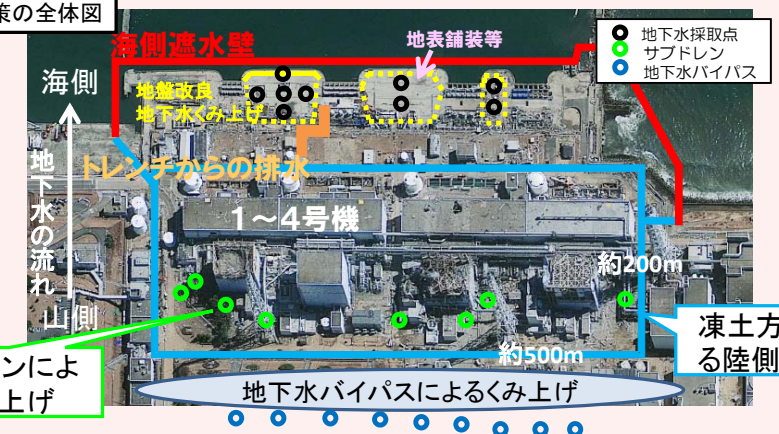 策の全体図
海側遮水壁
地表舗装等
地下水採取点
サブドレン
地下水バイパス
海側
地盤改良
地下水くみ上げ
トレンチからの排水
地下水の流れ
1~4号機
約200m
山側
ンによ
上げ
約500m
凍土方
る陸側
地下水バイパスによるくみ上げ